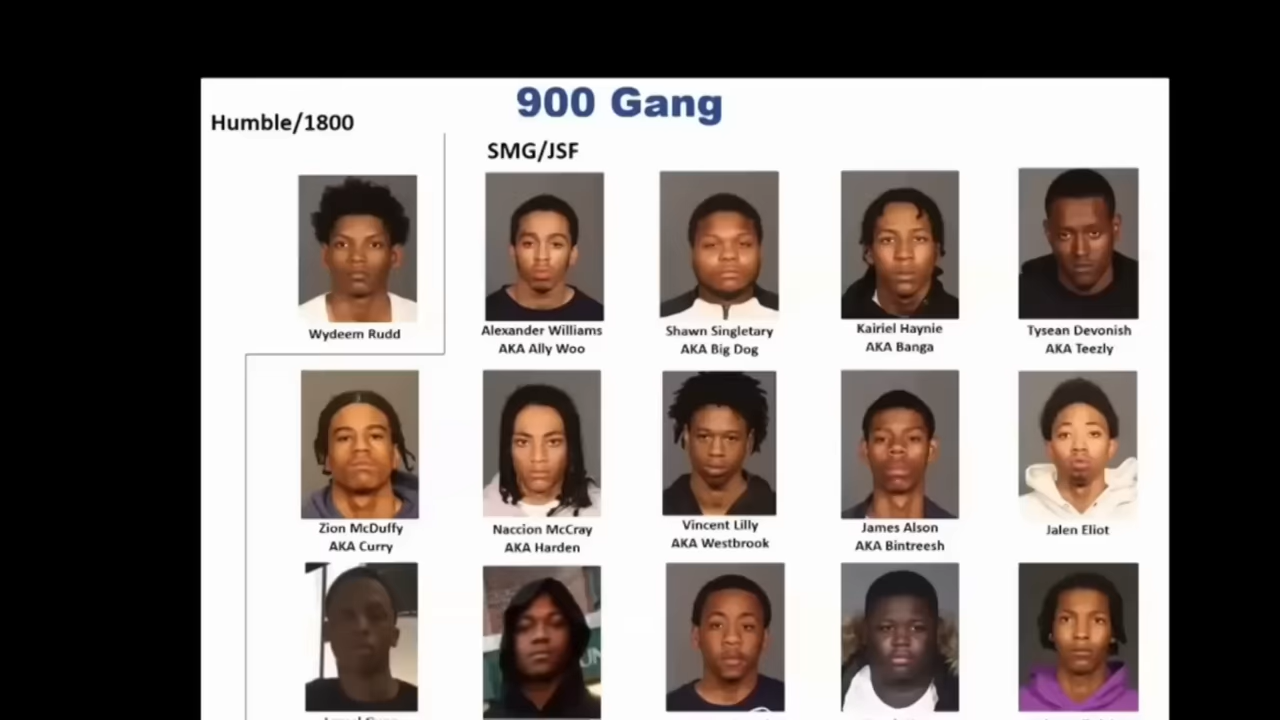 900 Gang
Humble/1800
SMG/JSF
Wydeem Rudd
Alexander Williams
AKA Ally Woo
Shawn Singletary
AKA Big Dog
Kairiel Haynie
AKA Banga
Tysean Devonish
AKA Teezly
Zion McDuffy
AKA Curry
Naccion McCray
AKA Harden
Vincent Lilly
AKA Westbrook
James Alson
AKA Bintreesh
Jalen Eliot